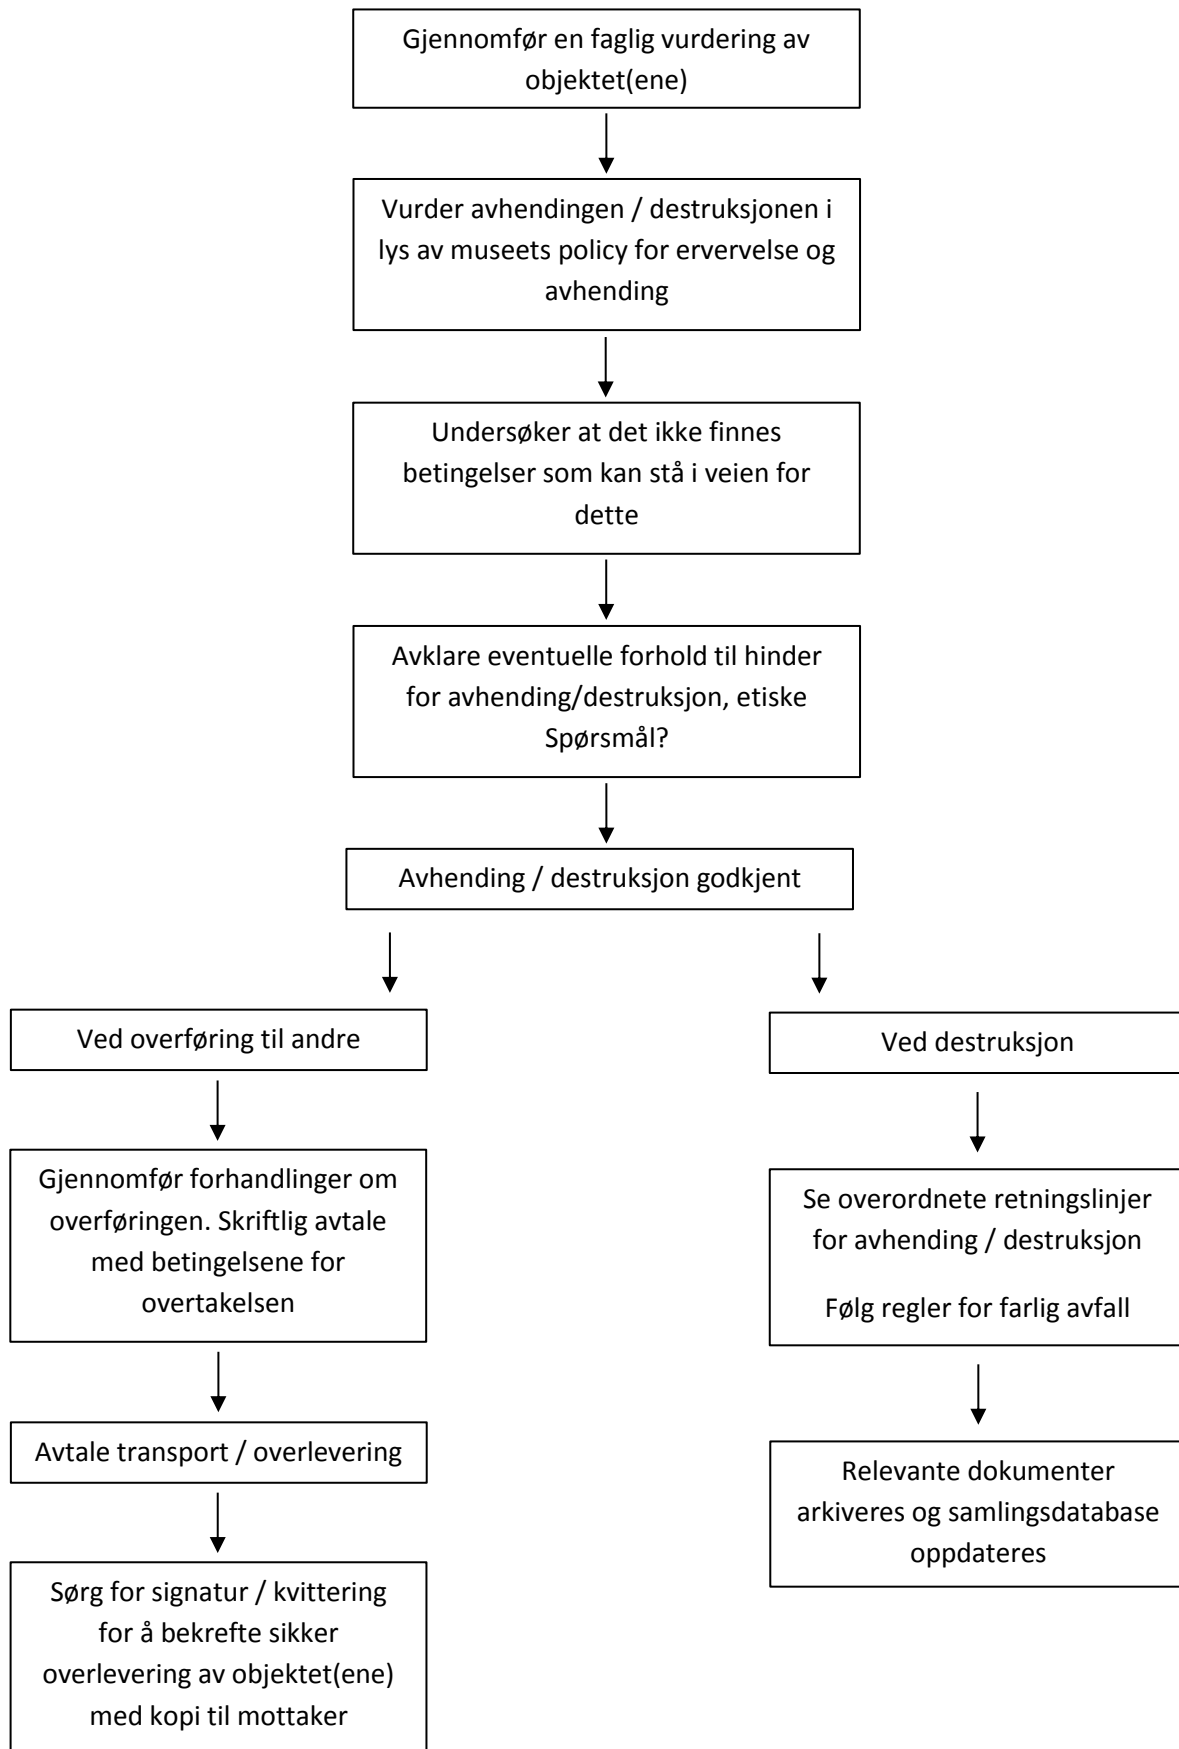 Gjennomfør en faglig vurdering av
objektet(ene)
Vurder avhendingen / destruksjonen i
lys av museets policy for ervervelse og
avhending
Undersøker at det ikke finnes
betingelser som kan stå i veien for
dette
Avklare eventuelle forhold til hinder
for avhending/destruksjon, etiske
Spørsmål?
Avhending / destruksjon godkjent
Ved overføring til andre
Gjennomfør forhandlinger om
overføringen. Skriftlig avtale
med betingelsene for
overtakelsen
Avtale transport / overlevering
Sørg for signatur / kvittering
for å bekrefte sikker
overlevering av objektet(ene)
med kopi til mottaker
Ved destruksjon
Se overordnete retningslinjer
for avhending / destruksjon
Følg regler for farlig avfall
Relevante dokumenter
arkiveres og samlingsdatabase
oppdateres